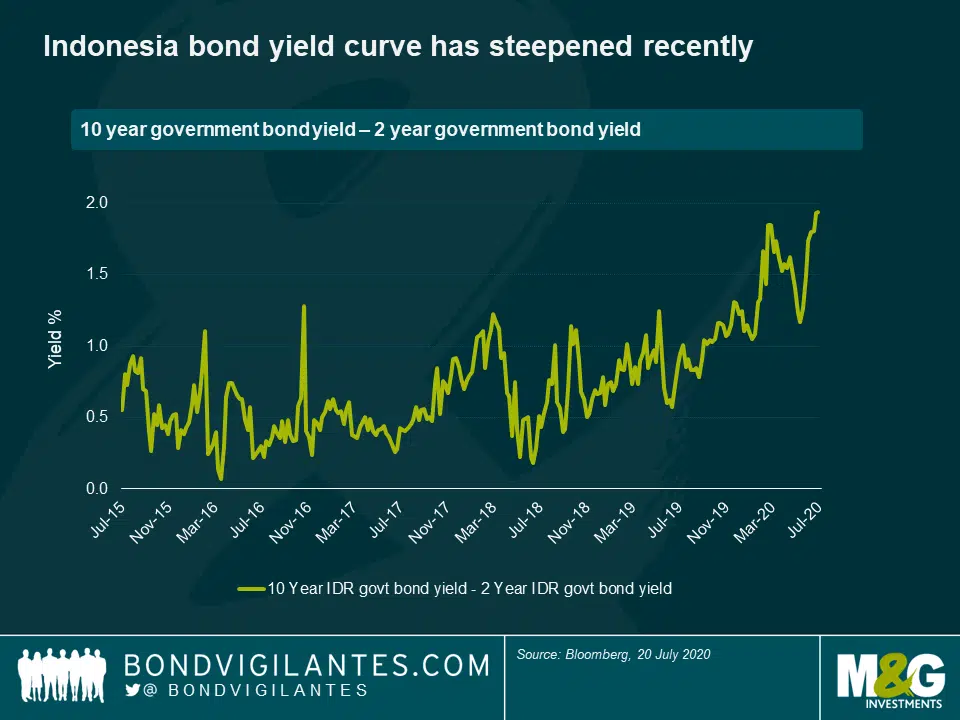 Indonesia bond yield curve has steepened recently
10 year government bond yield – 2 year government bond yield
Yield %
2.0
1.5
1.0
0.5
0.0
Jul-15 Nov-15 Mar-16 Jul-16 Nov-16 Mar-17 Jul-17 Nov-17 Mar-18 Jul-18 Nov-18 Mar-19 Jul-19 Nov-19 Mar-20 Jul-20
10 Year IDR govt bond yield - 2 Year IDR govt bond yield
BONDVIGILANTES.COM
@ BONDVIGILANTES
Source: Bloomberg, 20 July 2020
M&G
INVESTMENTS